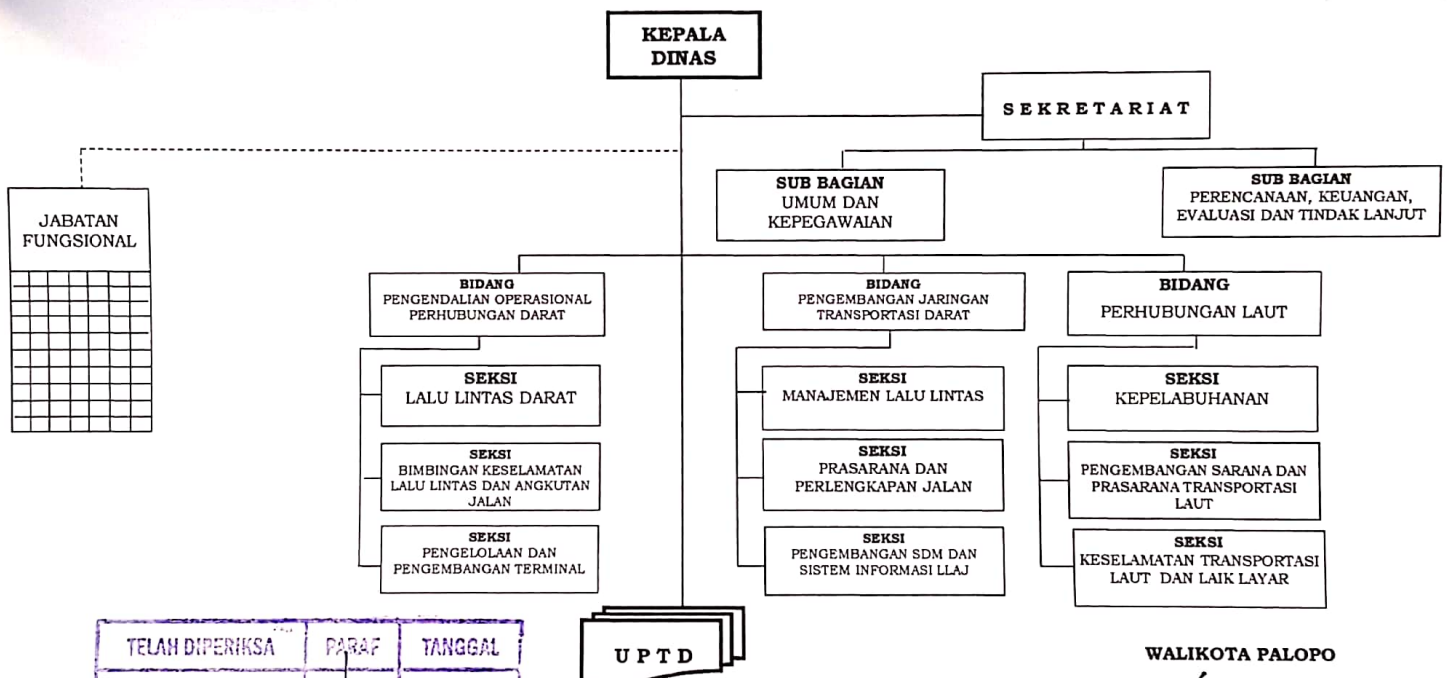 KEPALA
DINAS
SEKRETARIAT
SUB BAGIAN
UMUM DAN
KEPEGAWAIAN
SUB BAGIAN
PERENCANAAN, KEUANGAN,
EVALUASI DAN TINDAK LANJUT
JABATAN
FUNGSIONAL
BIDANG
PENGENDALIAN OPERASIONAL
PERHUBUNGAN DARAT
BIDANG
PENGEMBANGAN JARINGAN
TRANSPORTASI DARAT
BIDANG
PERHUBUNGAN LAUT
SEKSI
LALU LINTAS DARAT
SEKSI
BIMBINGAN KESELAMATAN
LALU LINTAS DAN ANGKUTAN
JALAN
SEKSI
PENGELOLAAN DAN
PENGEMBANGAN TERMINAL
SEKSI
MANAJEMEN LALU LINTAS
SEKSI
PRASARANA DAN
PERLENGKAPAN JALAN
SEKSI
PENGEMBANGAN SDM DAN
SISTEM INFORMASI LLAJ
SEKSI
KEPELABUHANAN
SEKSI
PENGEMBANGAN SARANA DAN
PRASARANA TRANSPORTASI
LAUT
SEKSI
KESELAMATAN TRANSPORTASI
LAUT DAN LAIK LAYAR
UPTD
TELAH DIPERIKSA PARAF TANGGAL
WALIKOTA PALOPO